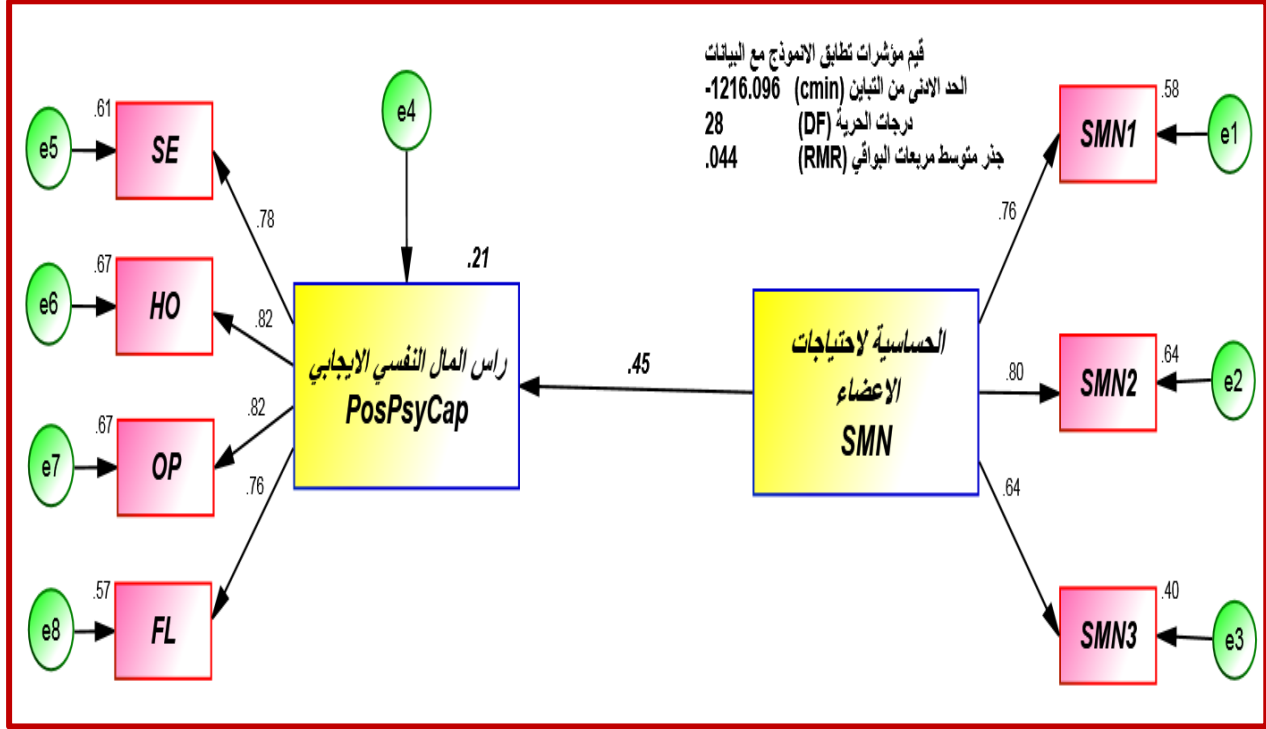 قيم مؤشرات تطابق الانموذج مع البيانات
الحد الادنى من التباين (cmin) 1216.096-
درجات الحرية (DF) 28
جذر متوسط مربعات البواقي (RMR) .044
e5
.61
SE
.78
e6
.67
HO
.82
e7
.67
OP
.82
e8
.57
FL
.76
e4
.21
راس المال النفسي الايجابي
PosPsyCap
.45
الحساسية لاحتياجات
الاعضاء
SMN
.76
.58
SMN1
e1
.80
.64
SMN2
e2
.64
.40
SMN3
e3